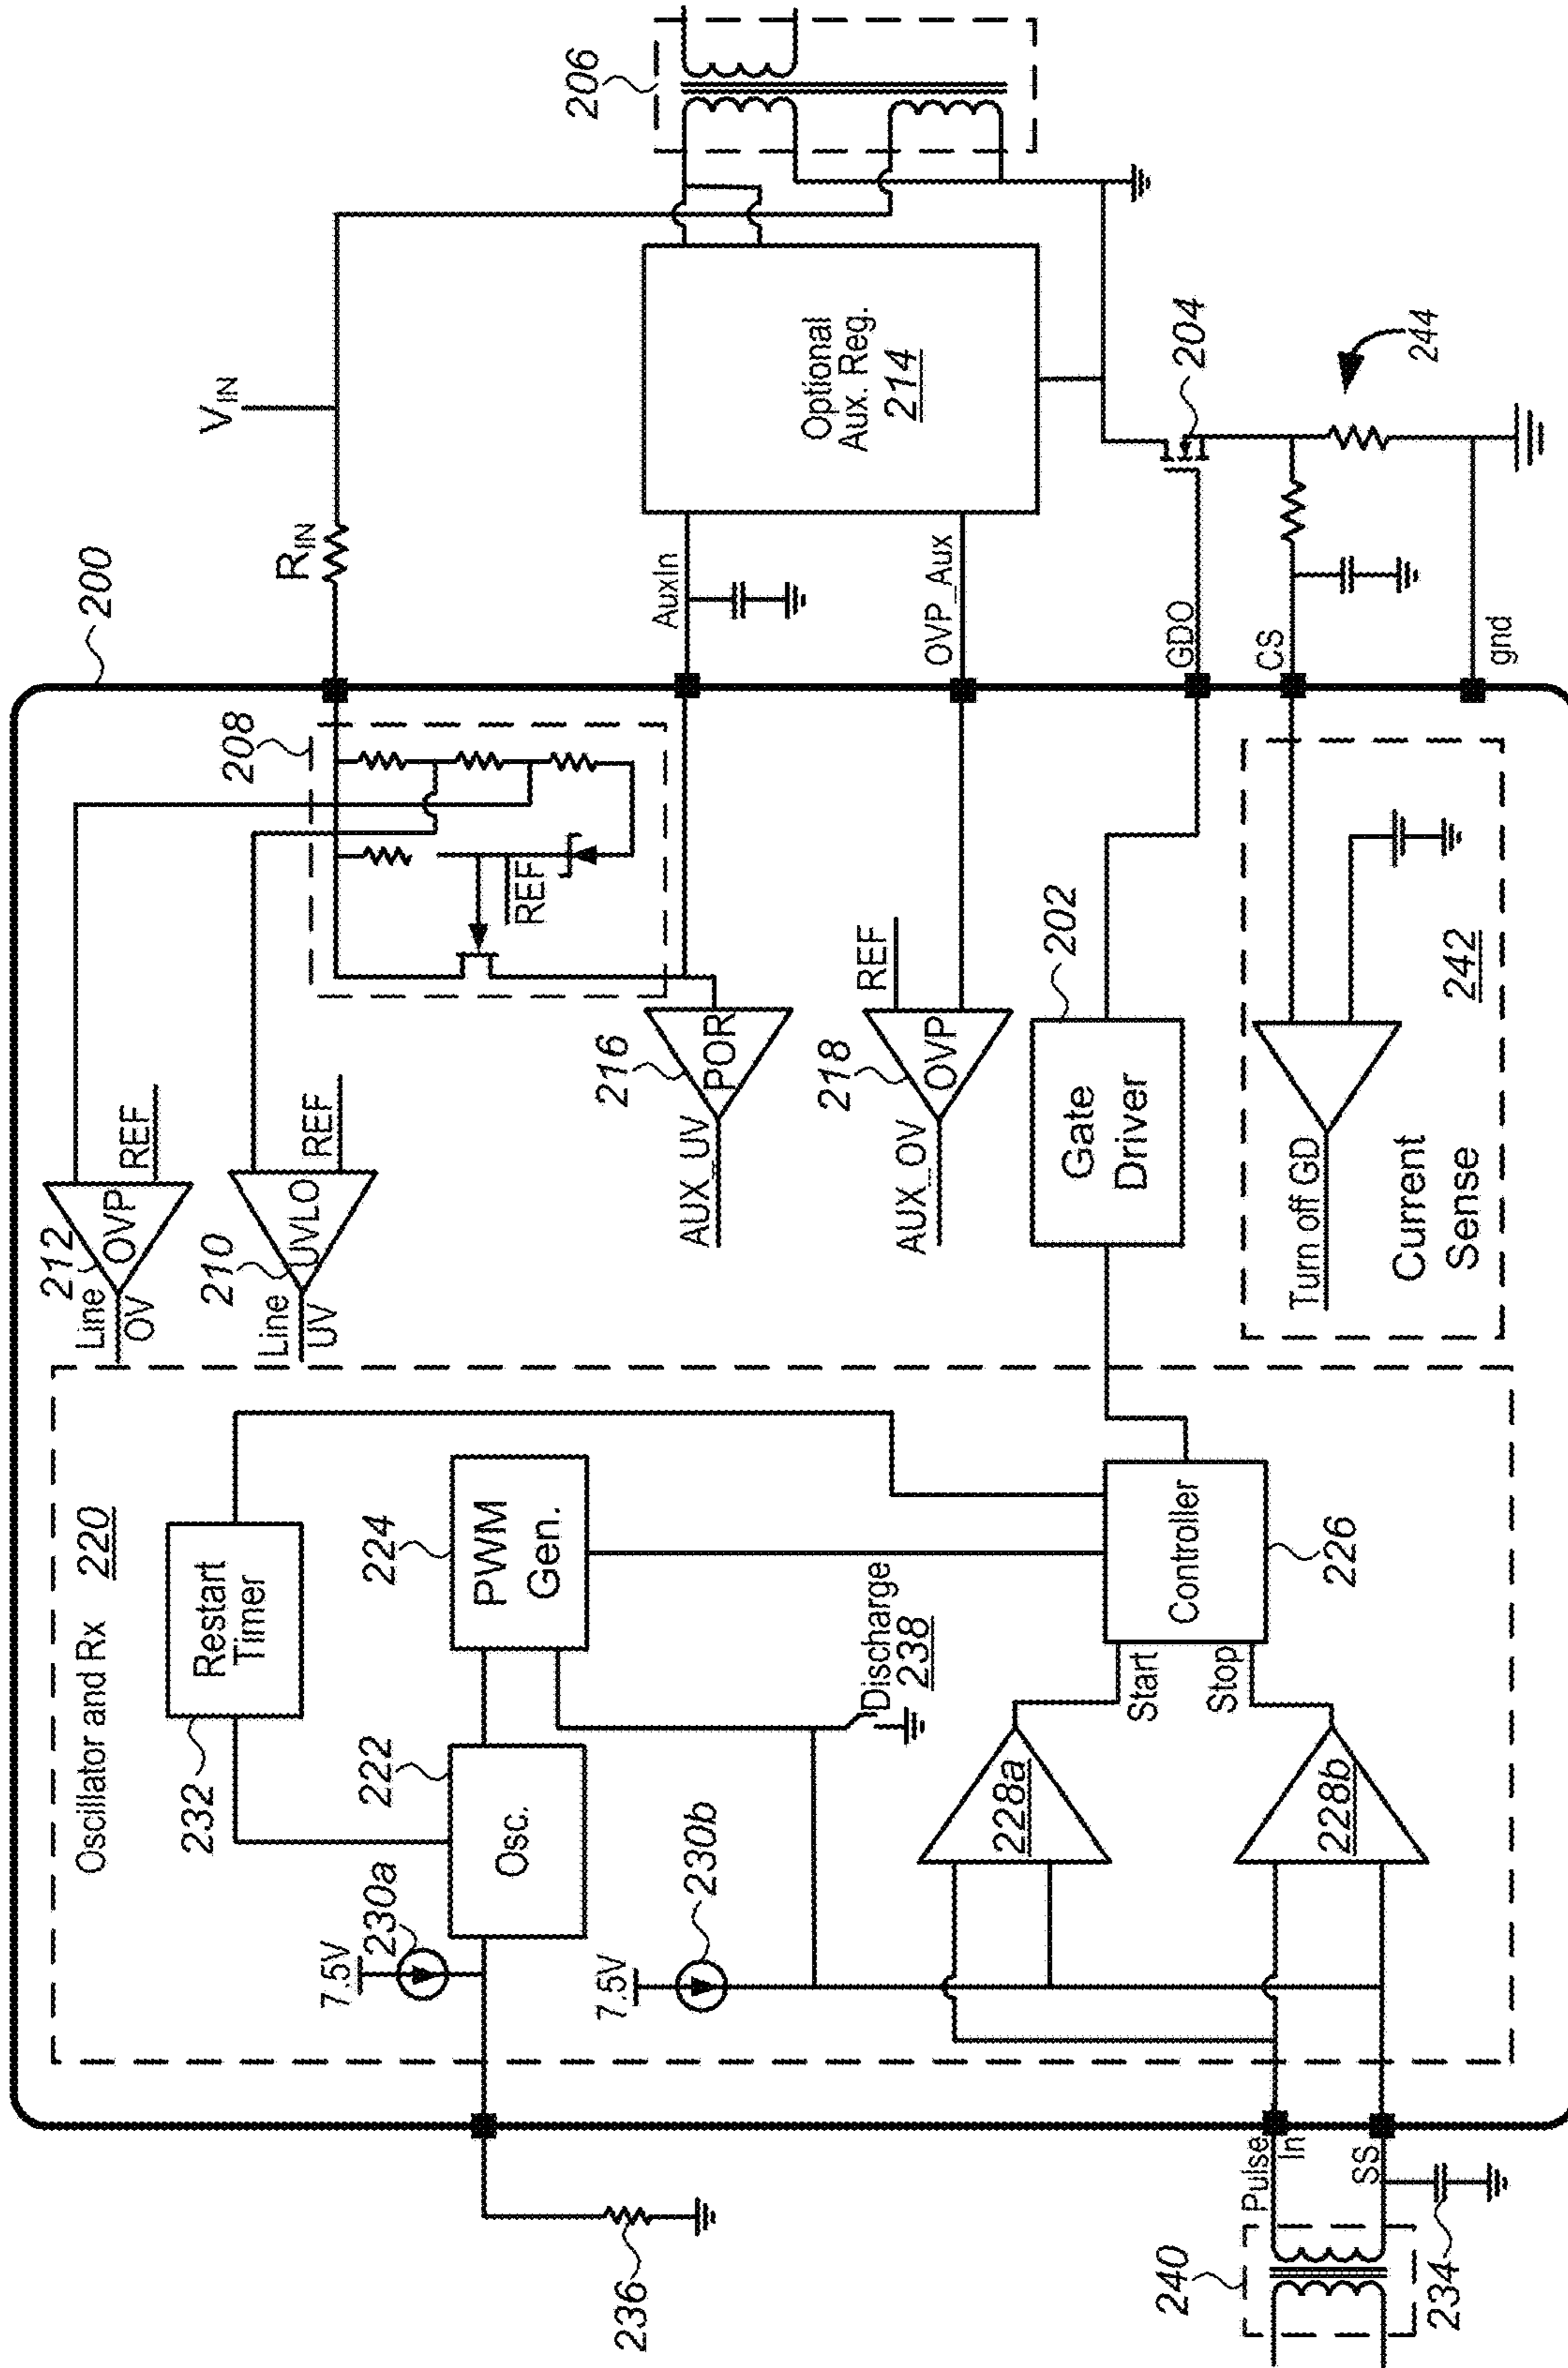 Oscillator and Rx 220
Restart
Timer
232
PWM
Gen.
224
222
Osc.
7.5V
230a
7.5V
230b
Discharge
238
228a
228b
Start
Stop
Controller
226
236
Pulse
In
SS
240
234
200
212
OVP
REF
Line
OV
210
UVLO
REF
Line
UV
208
REF
216
POR
AUX_UV
218
OVP
REF
AUX_OV
202
Gate
Driver
Turn off GD
Current
Sense
242
VIN
RIN
AuxIn
OVP_Aux
GDO
CS
gnd
Optional
Aux. Reg.
214
206
204
244